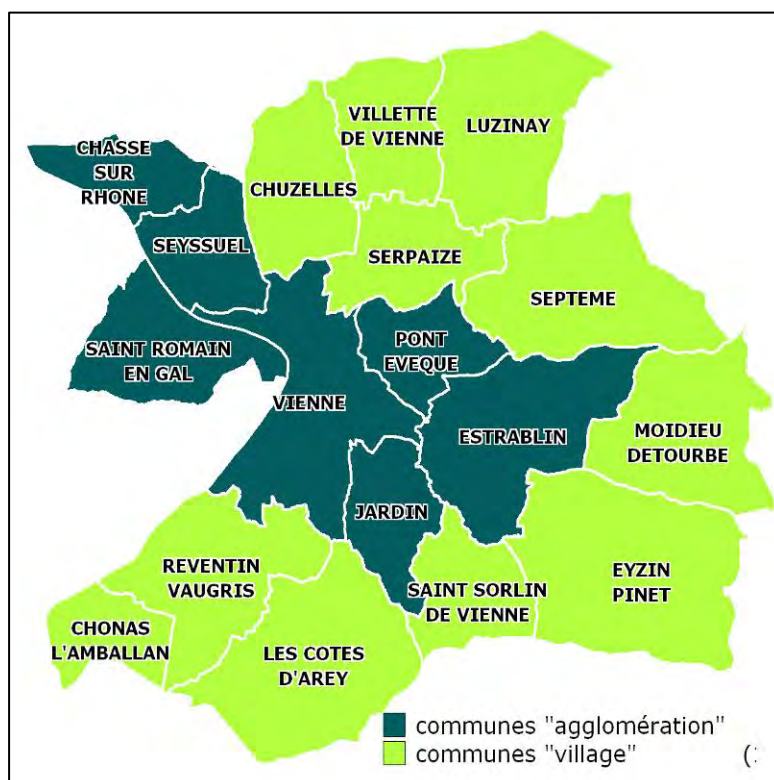 VILLETTE
DE VIENNE
LUZINAY
CHASSE
SUR
RHONE
CHUZELLES
SEYSSUEL
SERPAIZE
SEPTEME
SAINT ROMAIN
EN GAL
PONT
EVEQUE
VIENNE
ESTRABLIN
MOIDIEU
DETOURBE
JARDIN
REVENTIN
VAUGRIS
SAINT SORLIN
DE VIENNE
EYZIN
PINET
CHONAS
L'AMBALLAN
LES COTES
D'AREY
communes "agglomération"
communes "village"